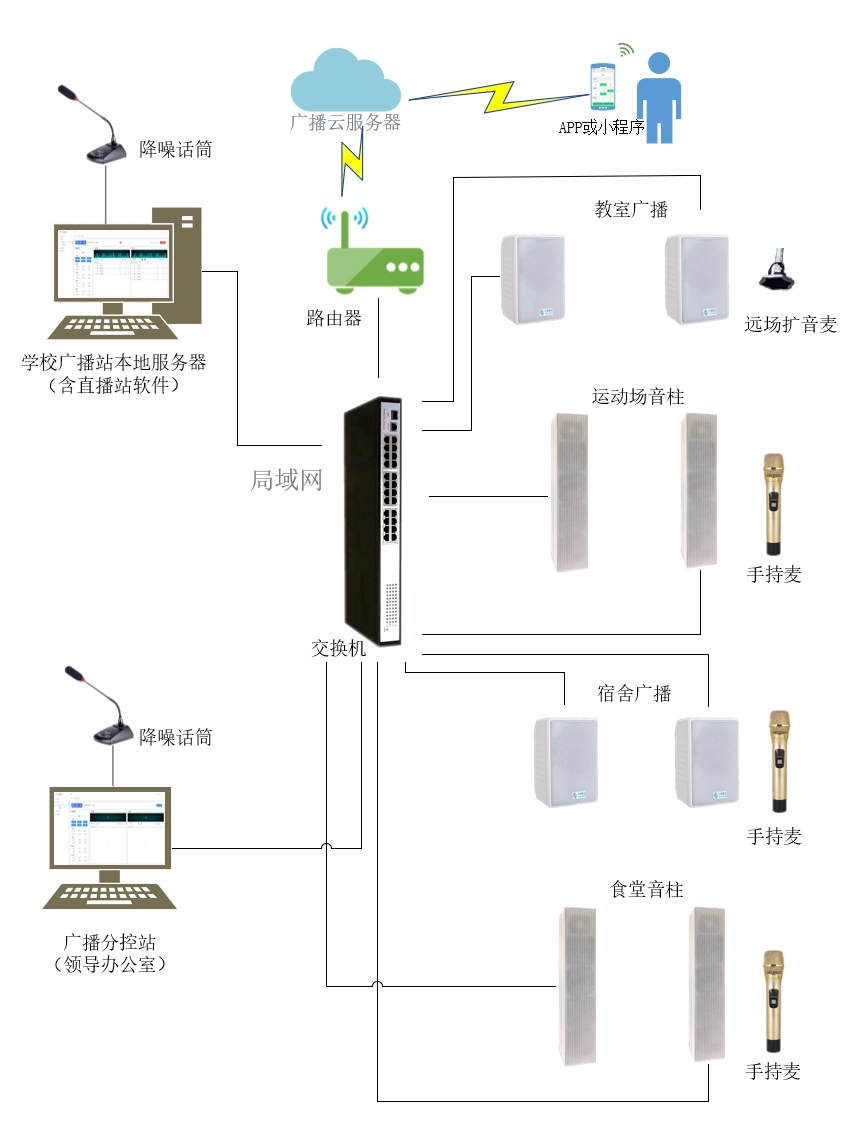 广播云服务器
APP或小程序
降噪话筒
教室广播
路由器
远场扩音麦
学校广播站本地服务器
（含直播站软件）
运动场音柱
局域网
手持麦
交换机
宿舍广播
降噪话筒
手持麦
食堂音柱
广播分控站
（领导办公室）
手持麦